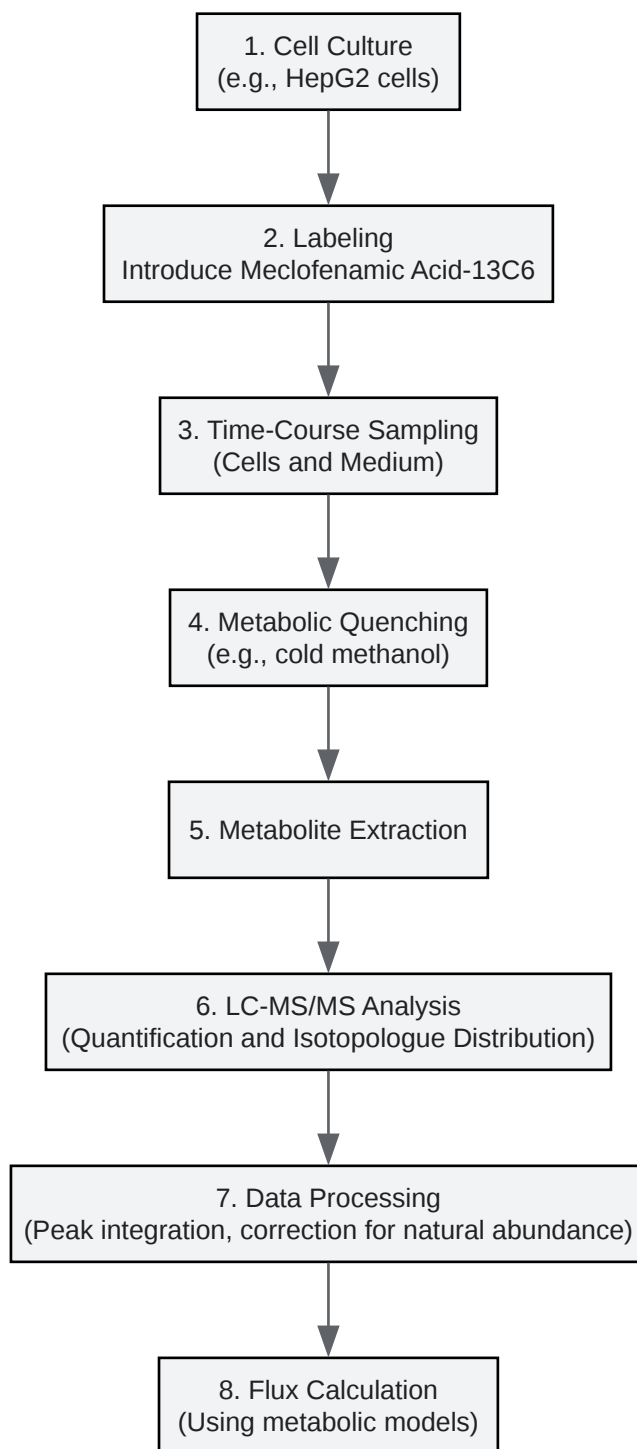 1. Cell Culture
(e.g., HepG2 cells)
2. Labeling
Introduce Meclofenamic Acid-13C6
3. Time-Course Sampling
(Cells and Medium)
4. Metabolic Quenching
(e.g., cold methanol)
5. Metabolite Extraction
6. LC-MS/MS Analysis
(Quantification and Isotopologue Distribution)
7. Data Processing
(Peak integration, correction for natural abundance)
8. Flux Calculation
(Using metabolic models)